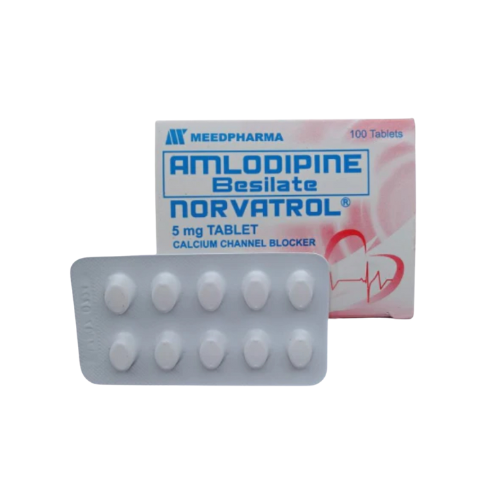 MEEDPHARMA
100 Tablets
AMLODIPINE
Besilate
NORVATROL®
5 mg TABLET
CALCIUM CHANNEL BLOCKER